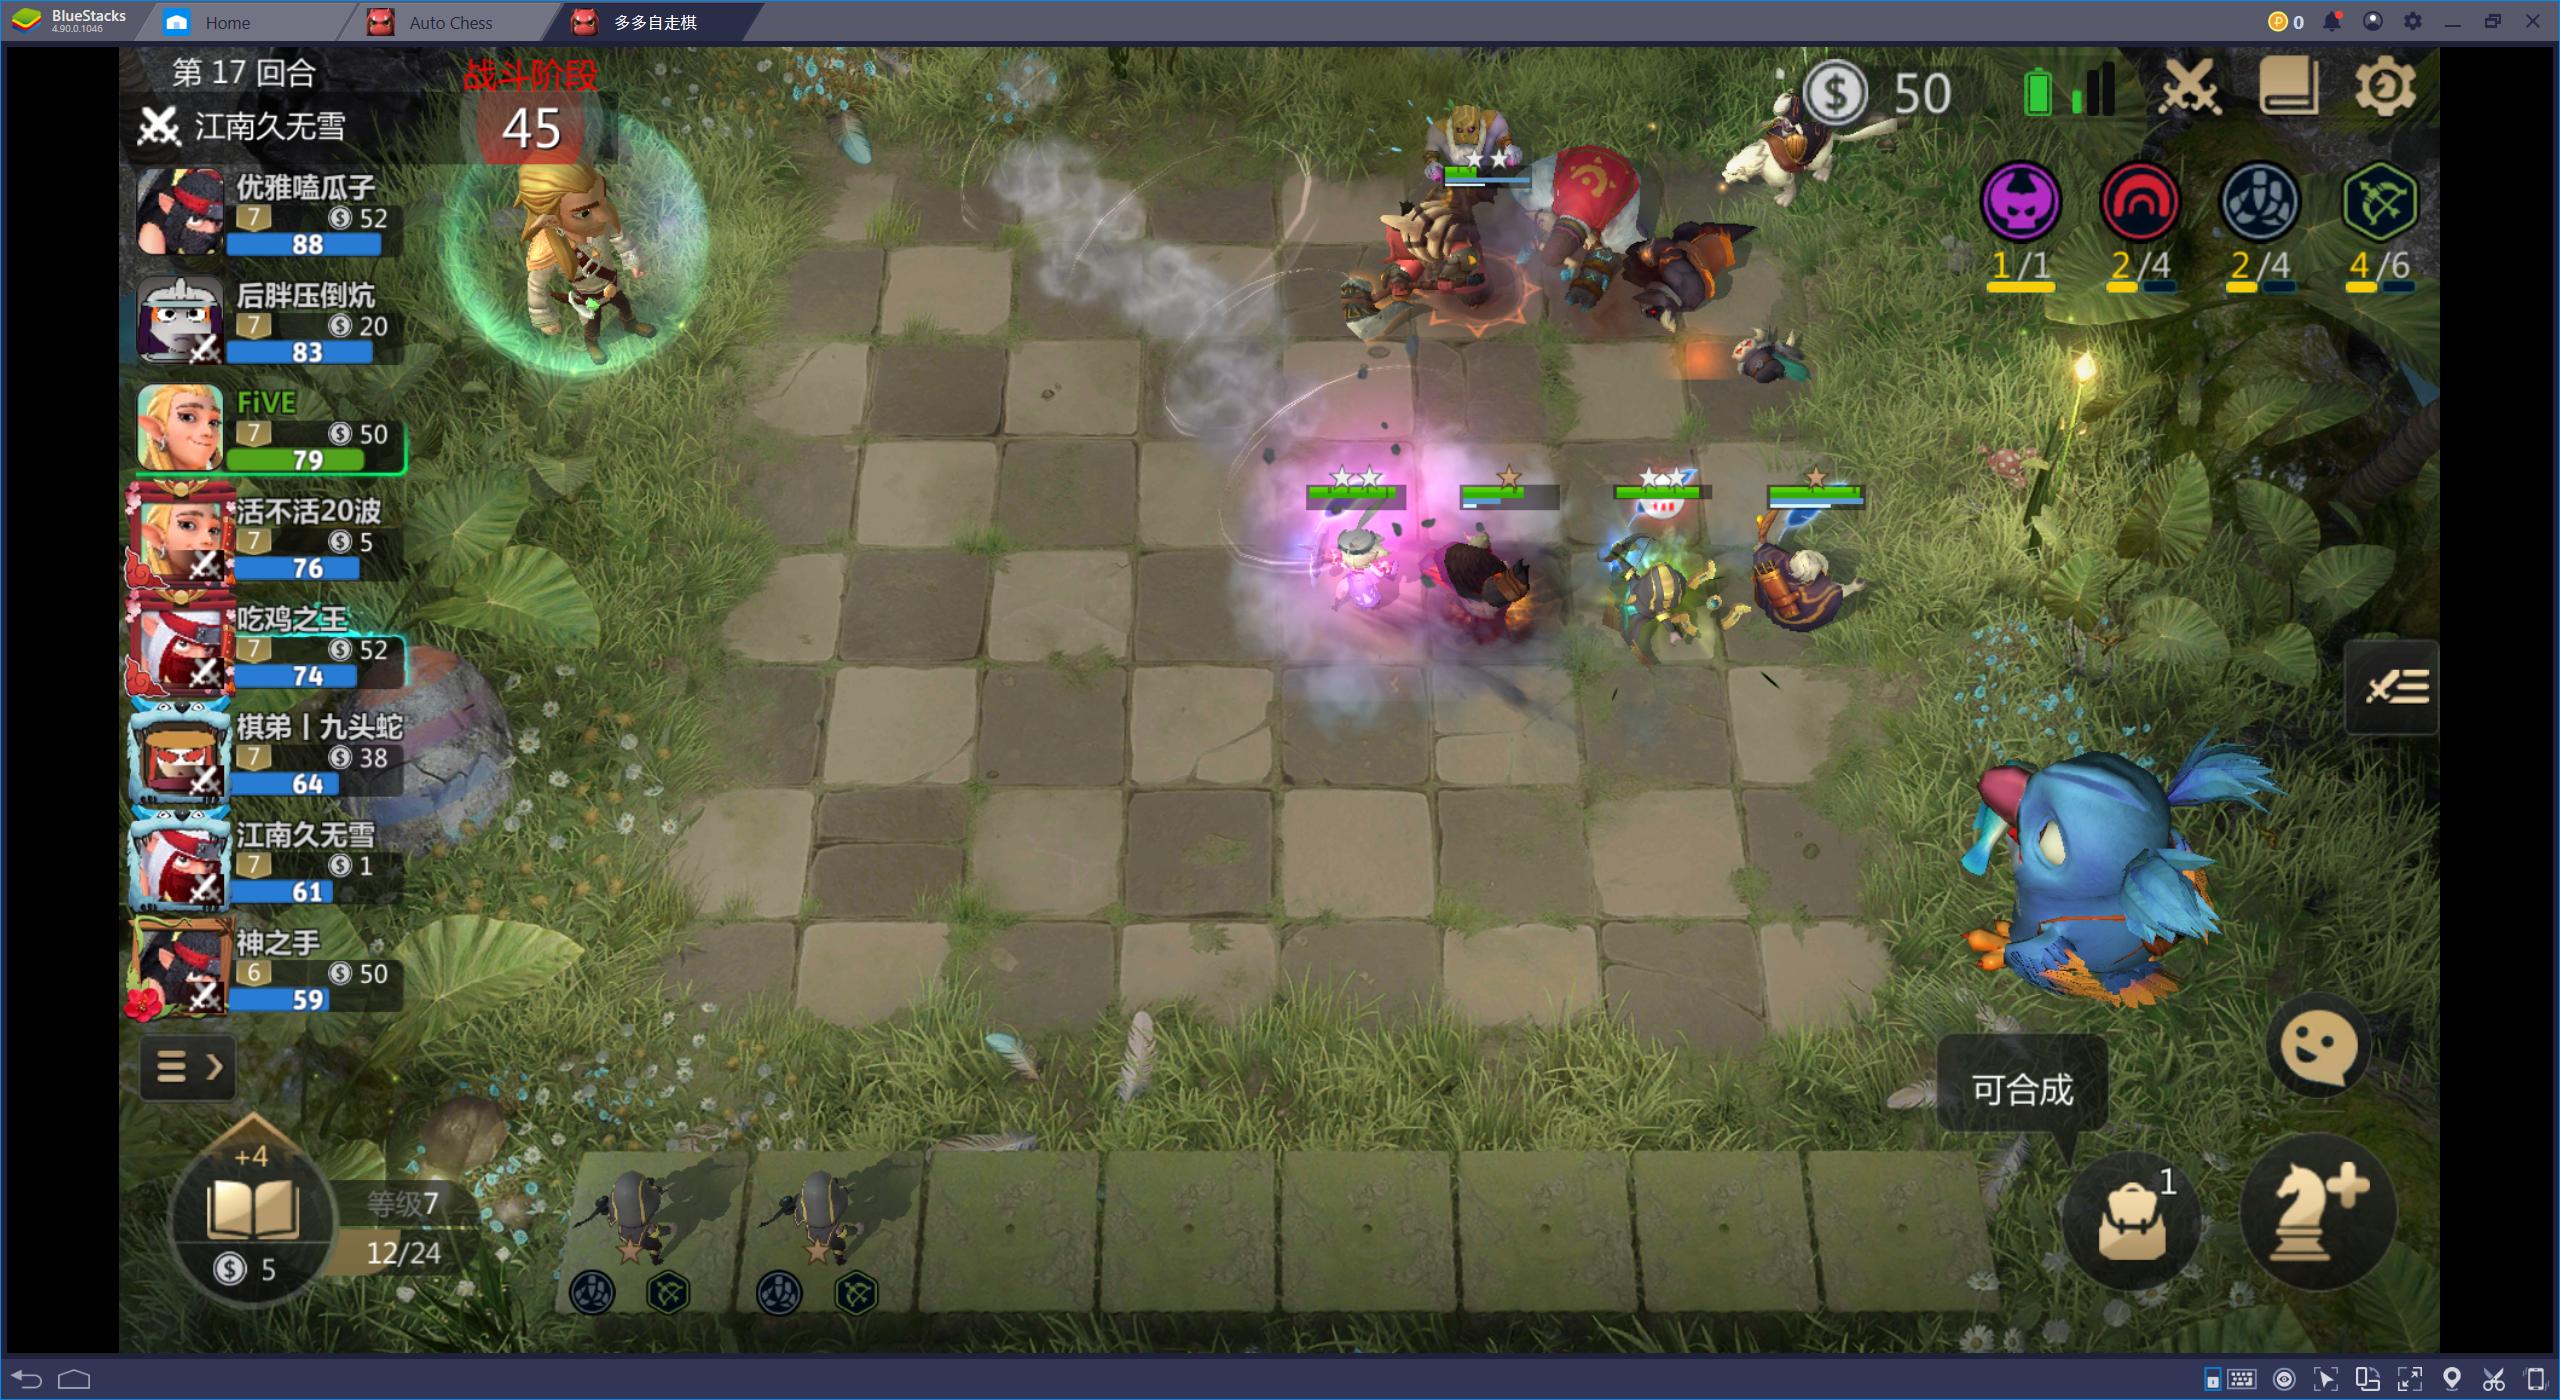 BlueStacks
4.90.0.1046
Home
Auto Chess
多多自走棋
0
第 17 回合
战斗阶段
江南久无雪
45
50
1/1
2/4
2/4
4/6
优雅嗑瓜子
7
52
88
后胖压倒炕
7
20
83
FiVE
7
50
79
活不活20波
7
5
76
吃鸡之王
7
52
74
棋弟丨九头蛇
7
38
64
江南久无雪
7
1
61
神之手
6
50
59
可合成
+4
等级7
5
12/24
1